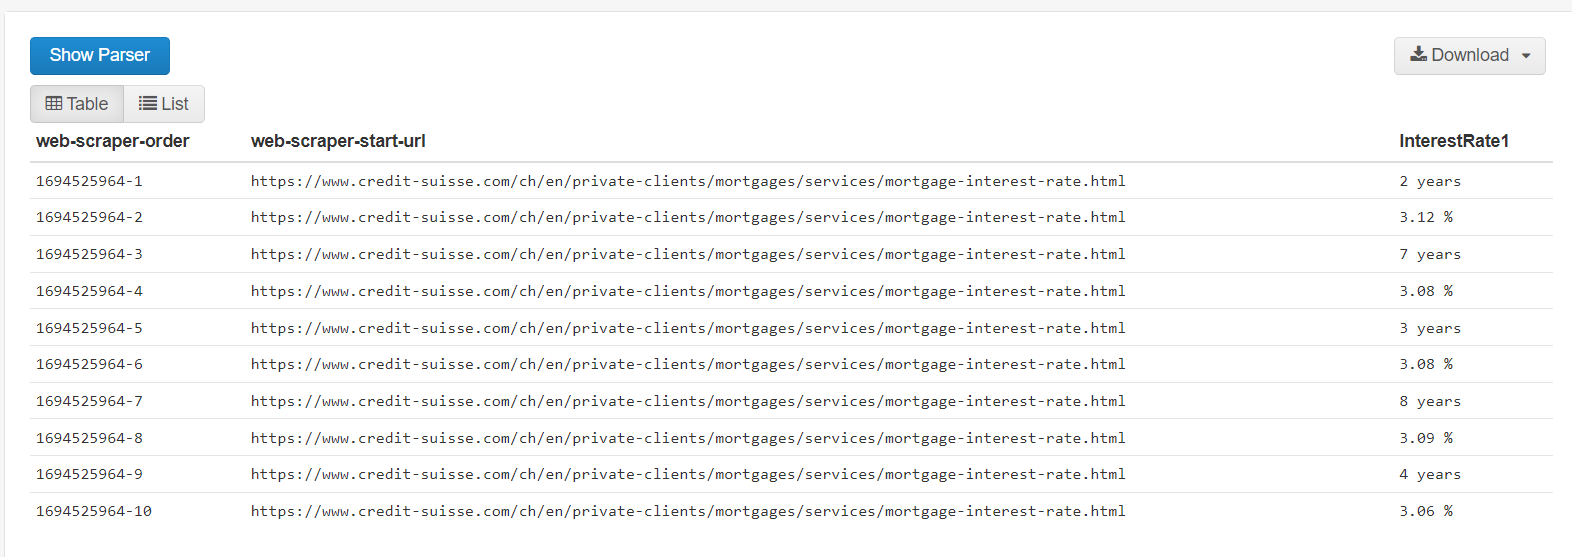 Show Parser
Download
Table List
web-scraper-order web-scraper-start-url InterestRate1
1694525964-1 https://www.credit-suisse.com/ch/en/private-clients/mortgages/services/mortgage-interest-rate.html 2 years
1694525964-2 https://www.credit-suisse.com/ch/en/private-clients/mortgages/services/mortgage-interest-rate.html 3.12 %
1694525964-3 https://www.credit-suisse.com/ch/en/private-clients/mortgages/services/mortgage-interest-rate.html 7 years
1694525964-4 https://www.credit-suisse.com/ch/en/private-clients/mortgages/services/mortgage-interest-rate.html 3.08 %
1694525964-5 https://www.credit-suisse.com/ch/en/private-clients/mortgages/services/mortgage-interest-rate.html 3 years
1694525964-6 https://www.credit-suisse.com/ch/en/private-clients/mortgages/services/mortgage-interest-rate.html 3.08 %
1694525964-7 https://www.credit-suisse.com/ch/en/private-clients/mortgages/services/mortgage-interest-rate.html 8 years
1694525964-8 https://www.credit-suisse.com/ch/en/private-clients/mortgages/services/mortgage-interest-rate.html 3.09 %
1694525964-9 https://www.credit-suisse.com/ch/en/private-clients/mortgages/services/mortgage-interest-rate.html 4 years
1694525964-10 https://www.credit-suisse.com/ch/en/private-clients/mortgages/services/mortgage-interest-rate.html 3.06 %